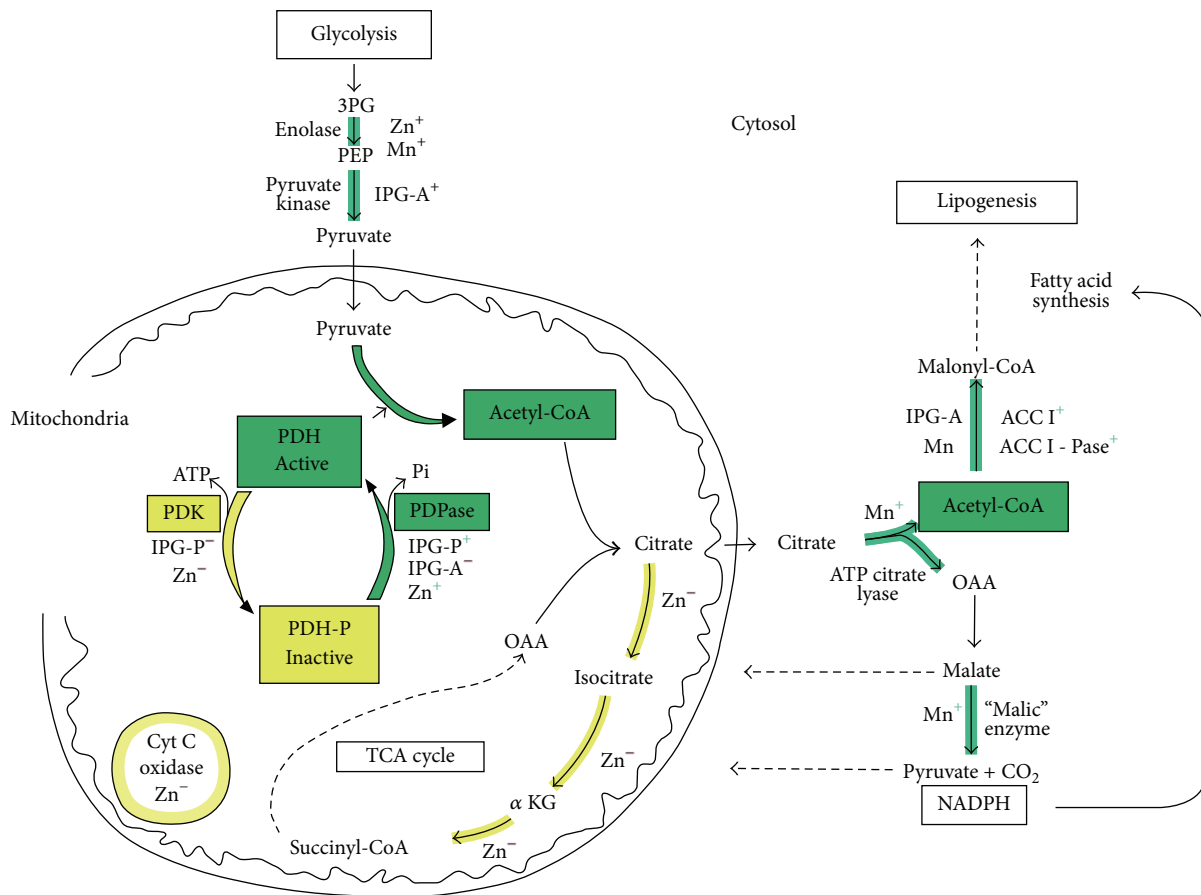 Glycolysis
3PG
Enolase
Zn⁺
Mn⁺
PEP
Pyruvate
kinase
IPG-A⁺
Pyruvate
Cytosol
Mitochondria
Pyruvate
Acetyl-CoA
PDH
Active
ATP
Pi
PDK
PDPase
IPG-P⁻
Zn⁻
IPG-P⁺
IPG-A⁻
Zn⁺
PDH-P
Inactive
Cyt C
oxidase
Zn⁻
TCA cycle
OAA
Citrate
Zn⁻
Isocitrate
Zn⁻
α KG
Zn⁻
Succinyl-CoA
Lipogenesis
Fatty acid
synthesis
Malonyl-CoA
IPG-A
Mn
ACC I⁺
ACC I - Pase⁺
Acetyl-CoA
Mn⁺
Citrate
ATP citrate
lyase
OAA
Malate
Mn⁺
“Malic”
enzyme
Pyruvate + CO₂
NADPH